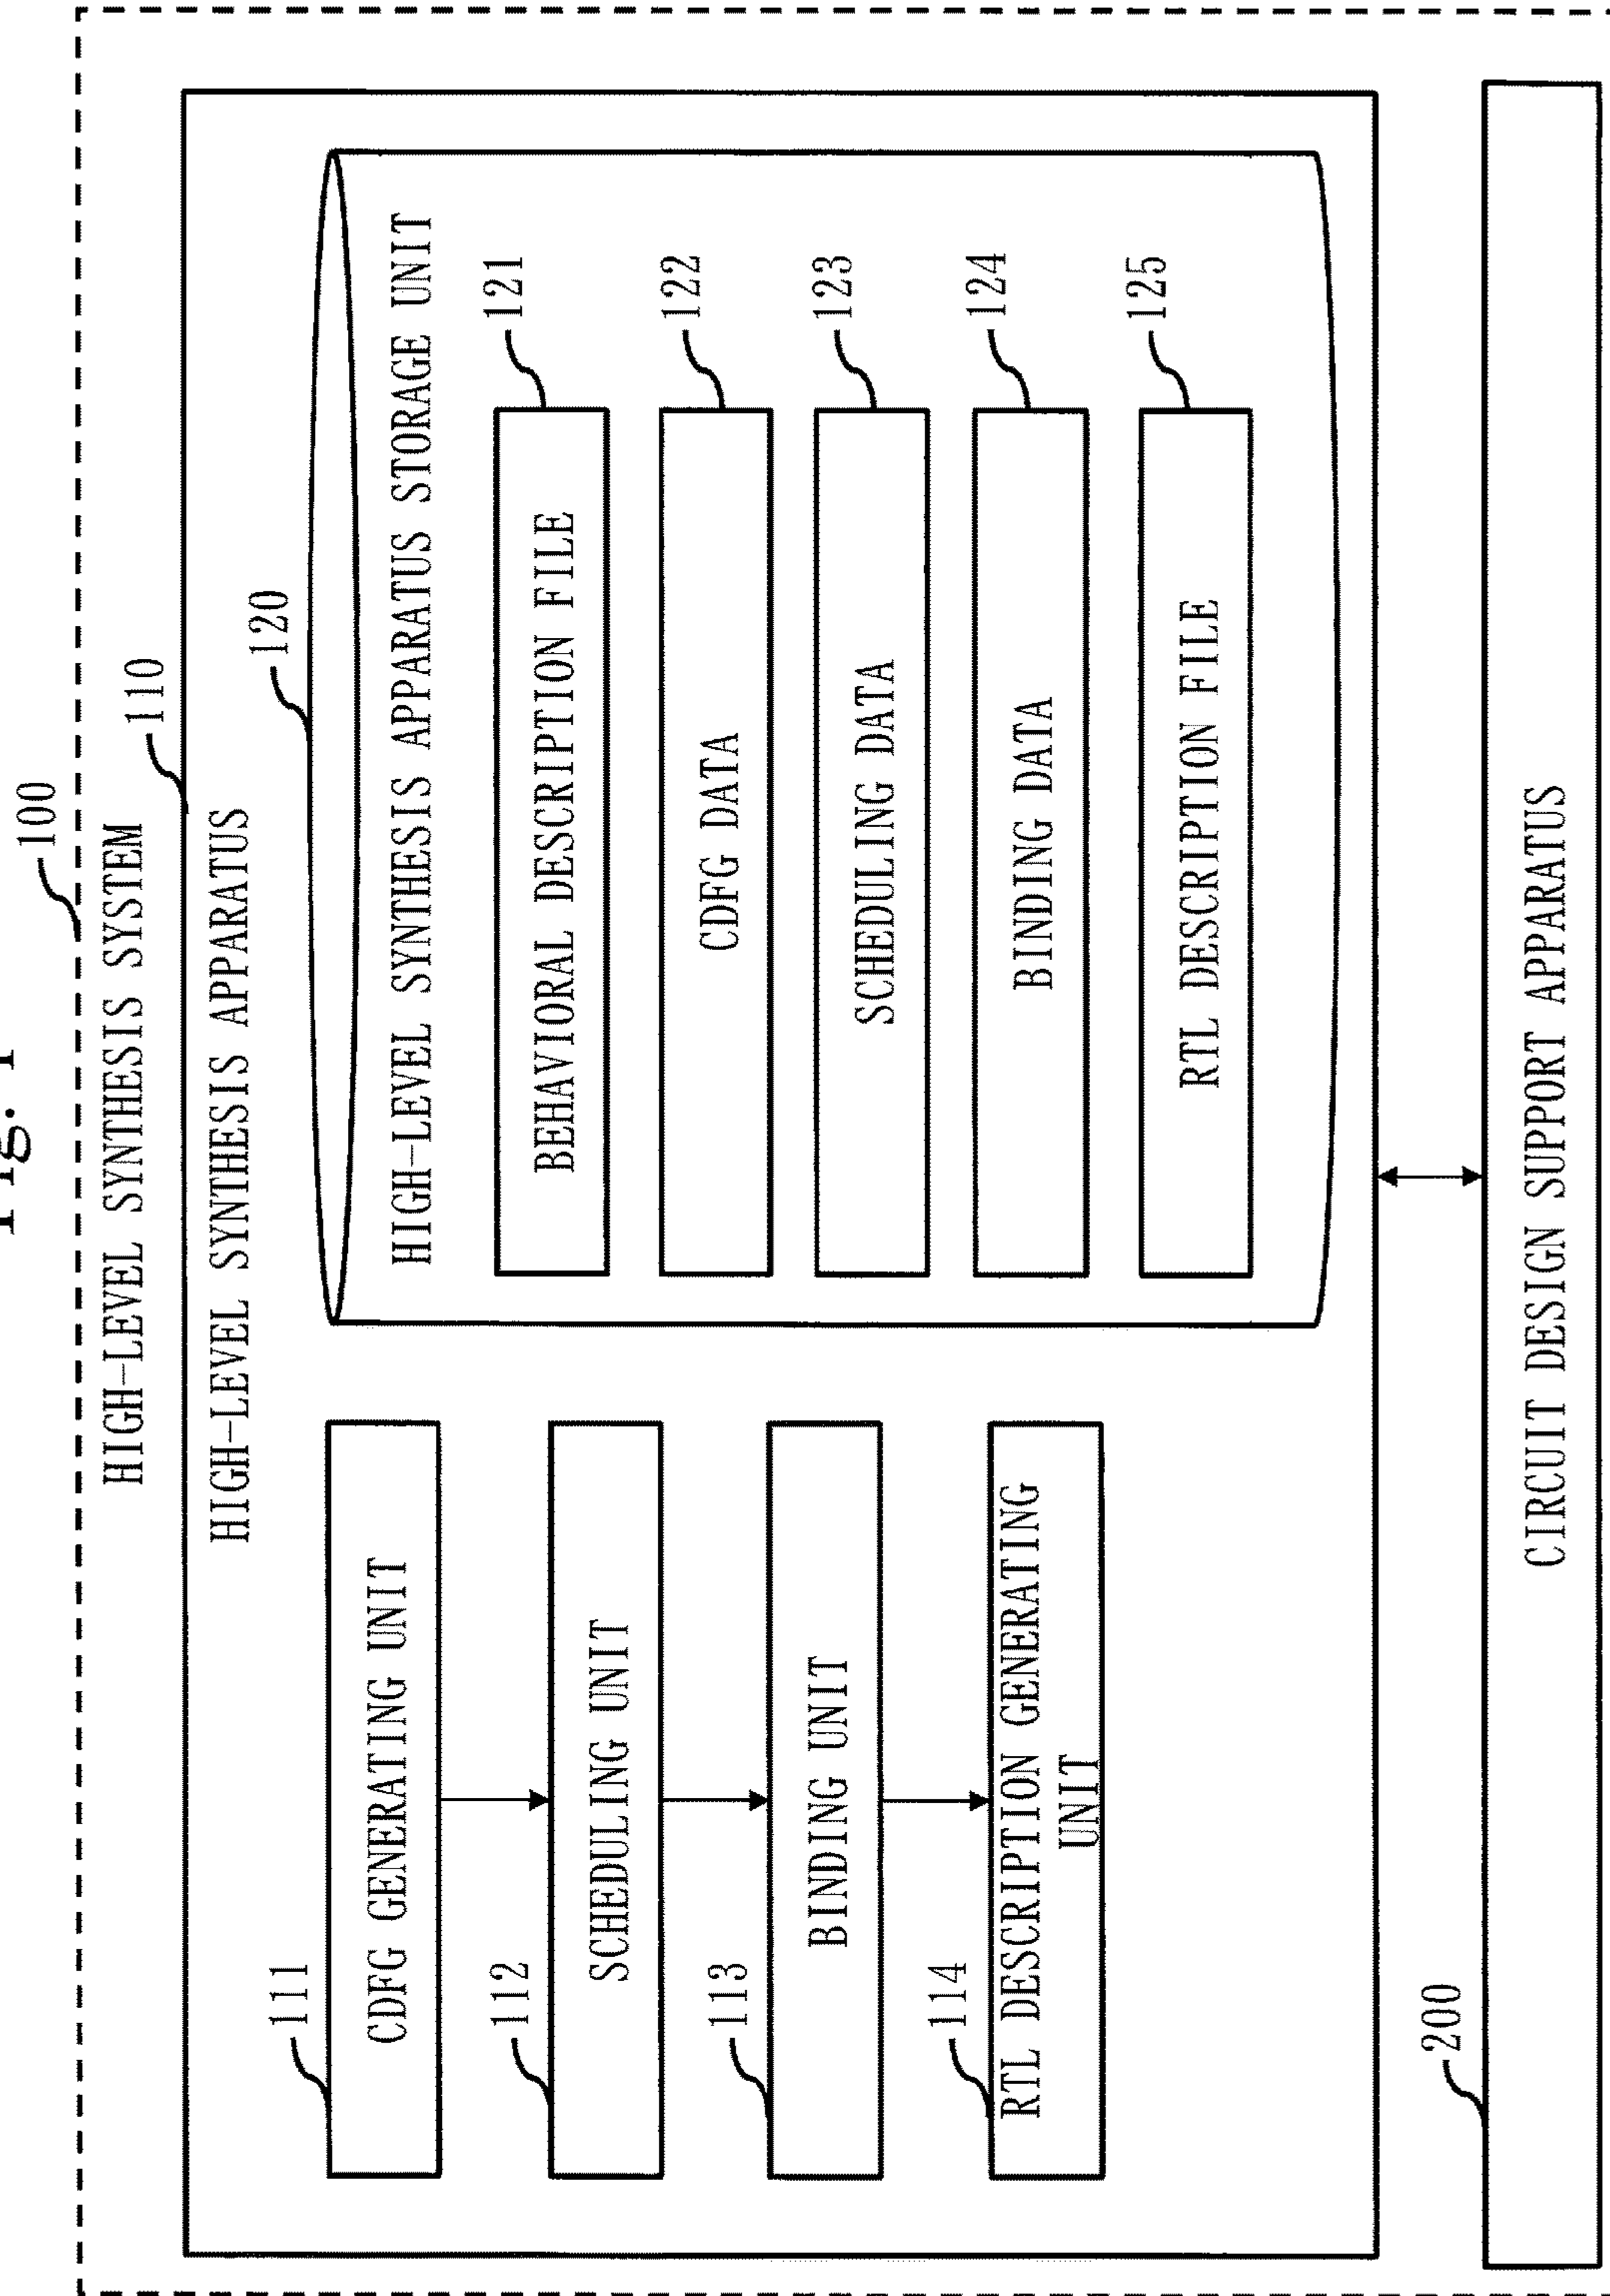 Fig. 1
100
HIGH-LEVEL SYNTHESIS SYSTEM
110
HIGH-LEVEL SYNTHESIS APPARATUS
111
CDFG GENERATING UNIT
112
SCHEDULING UNIT
113
BINDING UNIT
114
RTL DESCRIPTION GENERATING
UNIT
120
HIGH-LEVEL SYNTHESIS APPARATUS STORAGE UNIT
121
BEHAVIORAL DESCRIPTION FILE
122
CDFG DATA
123
SCHEDULING DATA
124
BINDING DATA
125
RTL DESCRIPTION FILE
200
CIRCUIT DESIGN SUPPORT APPARATUS